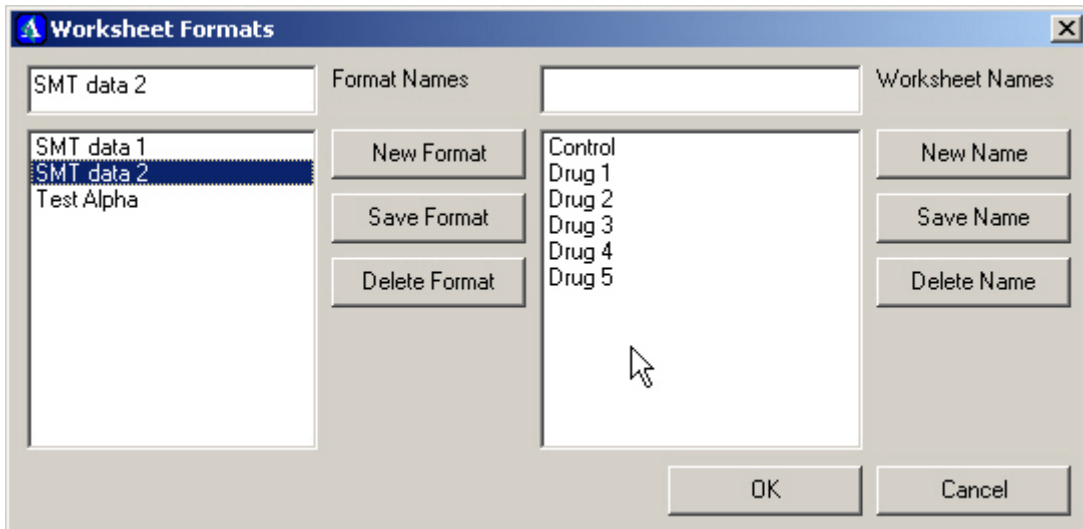 Worksheet Formats
SMT data 2
Format Names
Worksheet Names
SMT data 1
SMT data 2
Test Alpha
New Format
Save Format
Delete Format
Control
Drug 1
Drug 2
Drug 3
Drug 4
Drug 5
New Name
Save Name
Delete Name
OK
Cancel